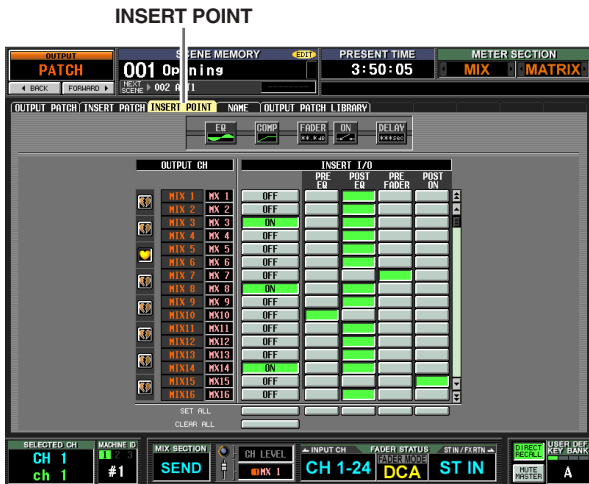 INSERT POINT
OUTPUT
PATCH
BACK
FORWARD
SCENE MEMORY
EDIT
001 Opening
NEXT SCENE
002
PRESENT TIME
3:50:05
METER SECTION
MIX
MATRIX
OUTPUT PATCH
INSERT PATCH
INSERT POINT
NAME
OUTPUT PATCH LIBRARY
EQ
COMP
FADER
ON
DELAY
OUTPUT CH
INSERT I/O
PRE EQ
POST EQ
PRE FADER
POST ON
MIX 1 MX 1 OFF
MIX 2 MX 2 OFF
MIX 3 MX 3 ON
MIX 4 MX 4 OFF
MIX 5 MX 5 OFF
MIX 6 MX 6 OFF
MIX 7 MX 7 OFF
MIX 8 MX 8 ON
MIX 9 MX 9 OFF
MIX10 MX10 OFF
MIX11 MX11 OFF
MIX12 MX12 OFF
MIX13 MX13 OFF
MIX14 MX14 ON
MIX15 MX15 OFF
MIX16 MX16 OFF
SET ALL
CLEAR ALL
SELECTED CH
CH 1
ch 1
MACHINE ID
1 2 3
#1
MIX SECTION
SEND
CH LEVEL
MX 1
INPUT CH
CH 1-24
FADER STATUS
FADER MODE
DCA
ST IN / FX RTN
ST IN
DIRECT RECALL
MUTE MASTER
USER DEF KEY BANK
A